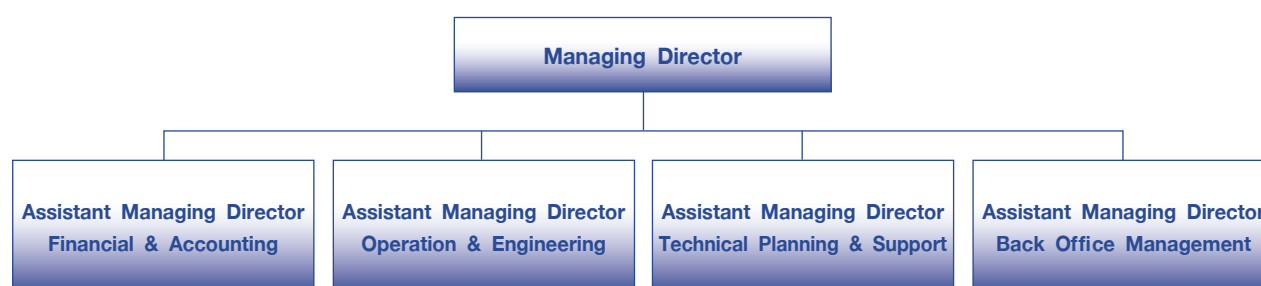 Managing Director
Assistant Managing Director
Financial & Accounting
Assistant Managing Director
Operation & Engineering
Assistant Managing Director
Technical Planning & Support
Assistant Managing Director
Back Office Management